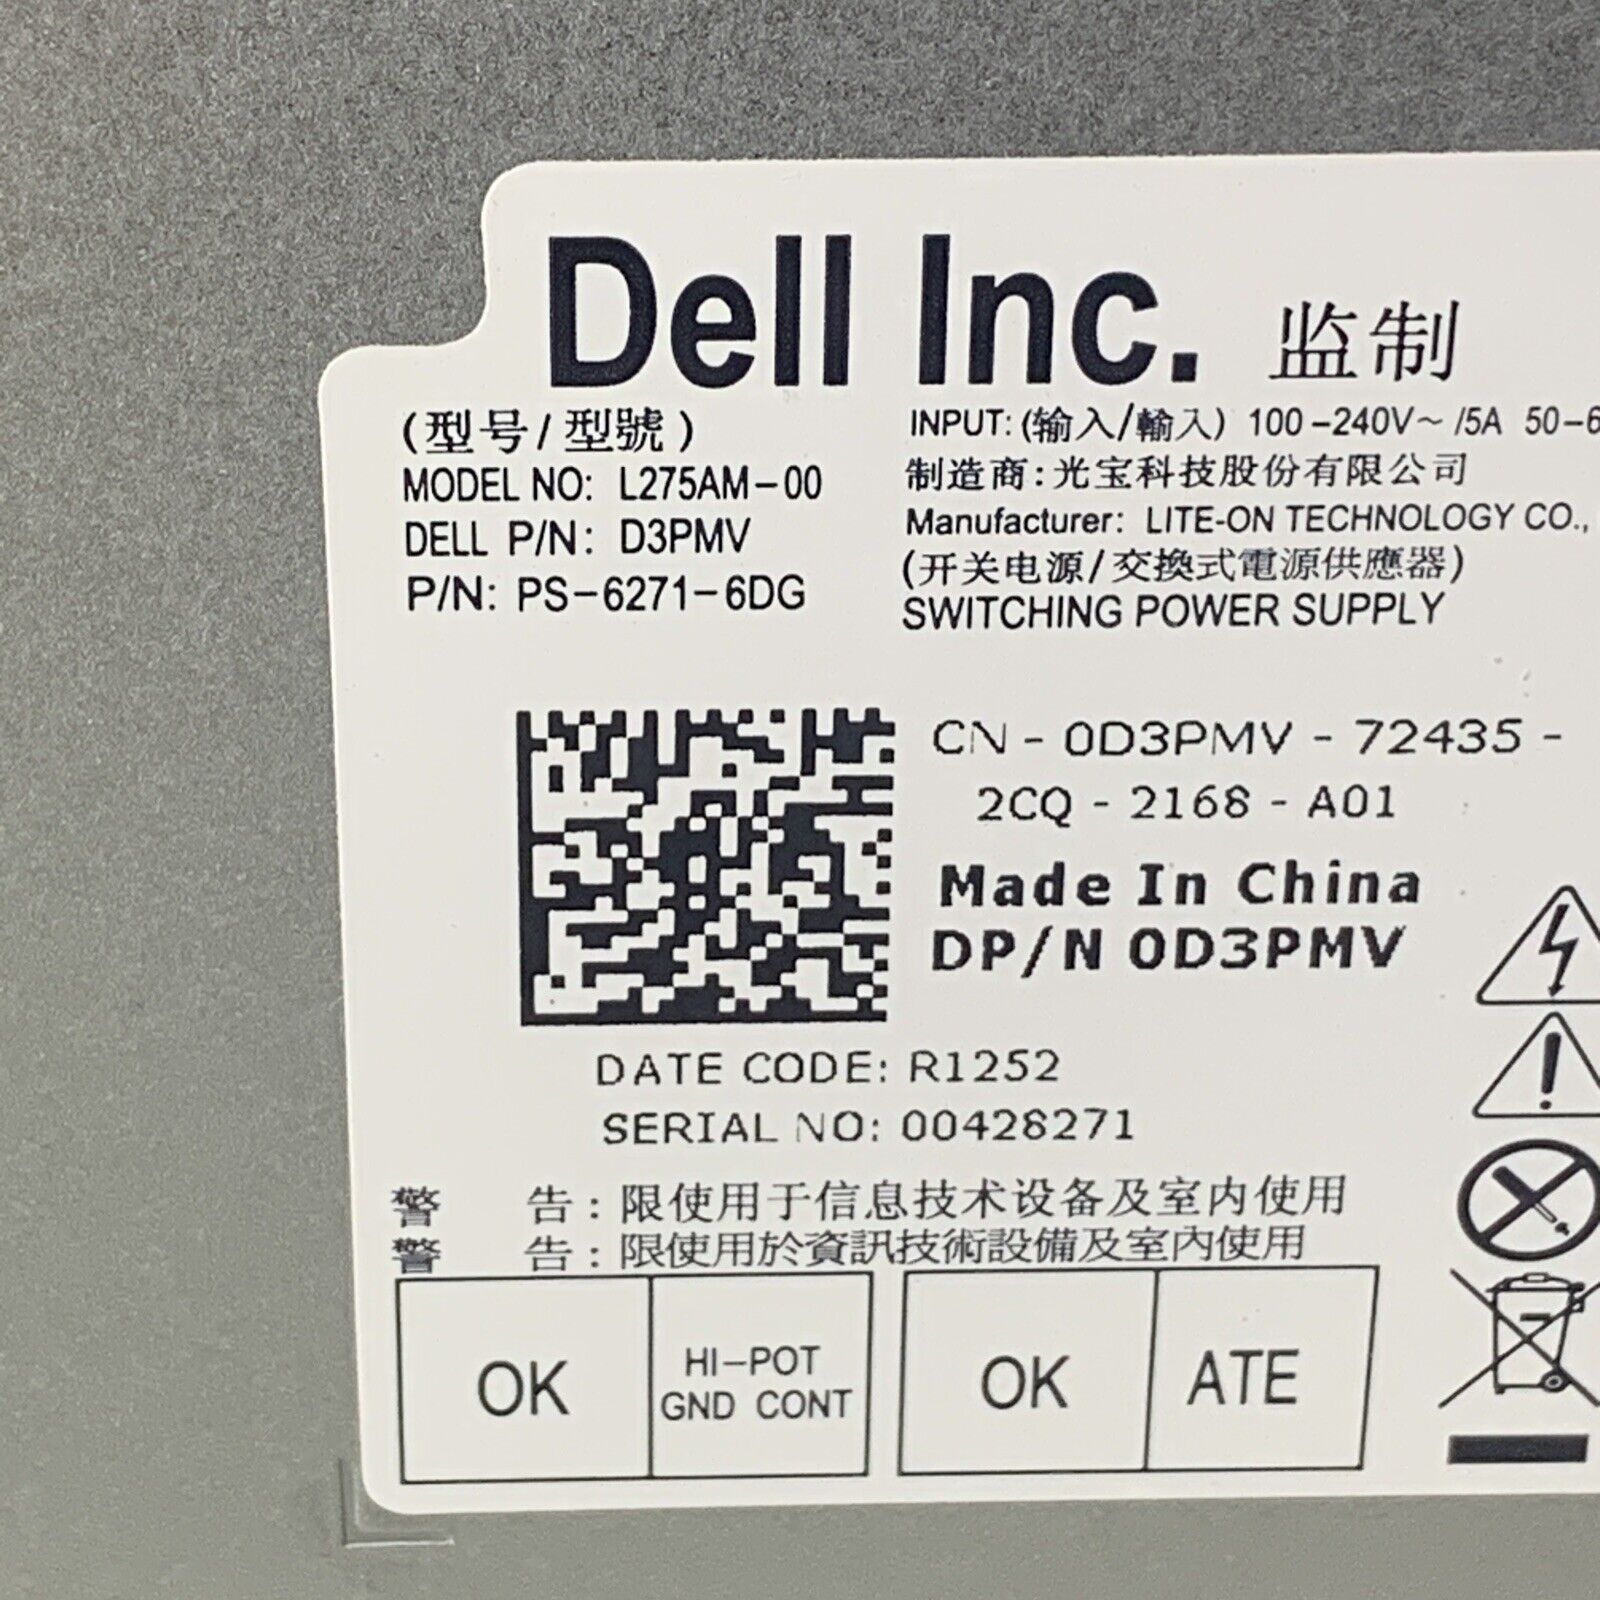 Dell Inc. 监制
(型号/型號)
MODEL NO: L275AM-00
DELL P/N: D3PMV
P/N: PS-6271-6DG
INPUT: (输入/輸入) 100-240V~ /5A 50-6
制造商:光宝科技股份有限公司
Manufacturer: LITE-ON TECHNOLOGY CO.,
(开关电源/交換式電源供應器)
SWITCHING POWER SUPPLY
CN - 0D3PMV - 72435 -
2CQ - 2168 - A01
Made In China
DP/N 0D3PMV
DATE CODE: R1252
SERIAL NO: 00428271
警 告:限使用于信息技术设备及室内使用
警 告:限使用於資訊技術設備及室內使用
OK HI-POT GND CONT
OK ATE